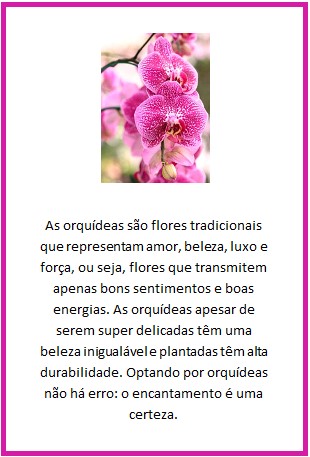 As orquídeas são flores tradicionais
que representam amor, beleza, luxo e
força, ou seja, flores que transmitem
apenas bons sentimentos e boas
energias. As orquídeas apesar de
serem super delicadas têm uma
beleza inigualável e plantadas têm alta
durabilidade. Optando por orquídeas
não há erro: o encantamento é uma
certeza.